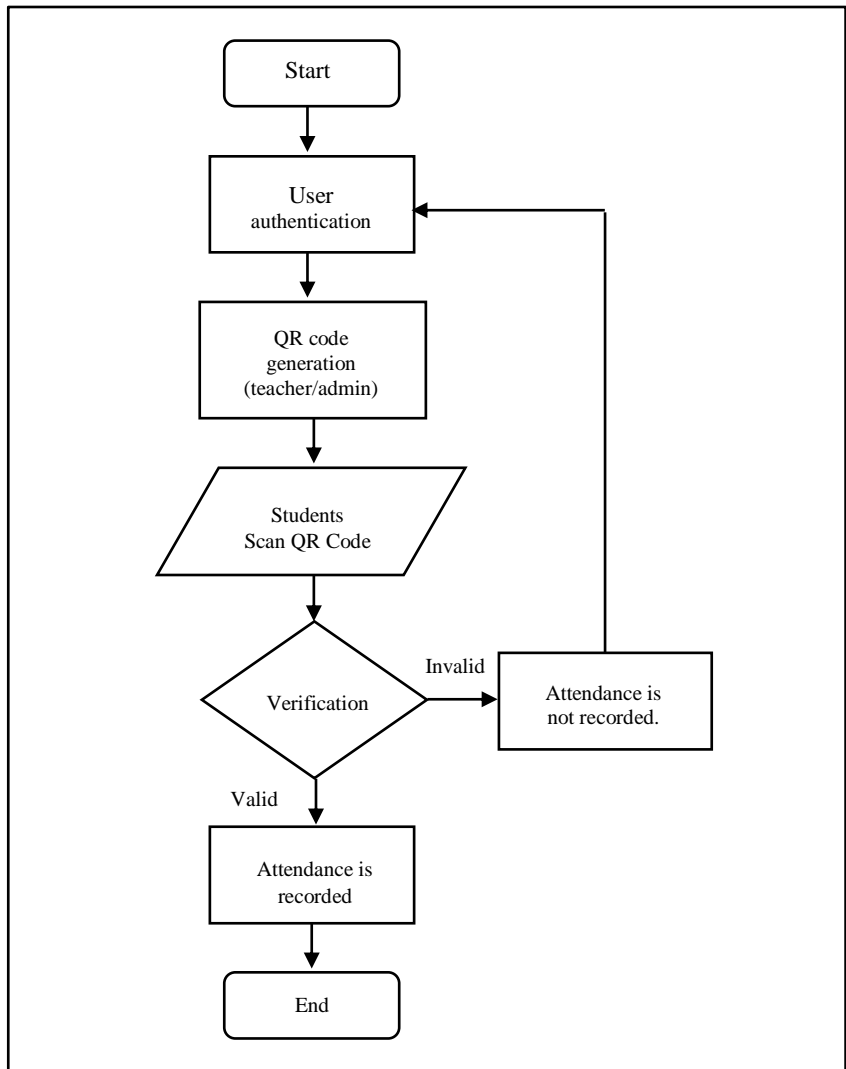 Start
User
authentication
QR code
generation
(teacher/admin)
Students
Scan QR Code
Verification
Invalid
Attendance is
not recorded.
Valid
Attendance is
recorded
End